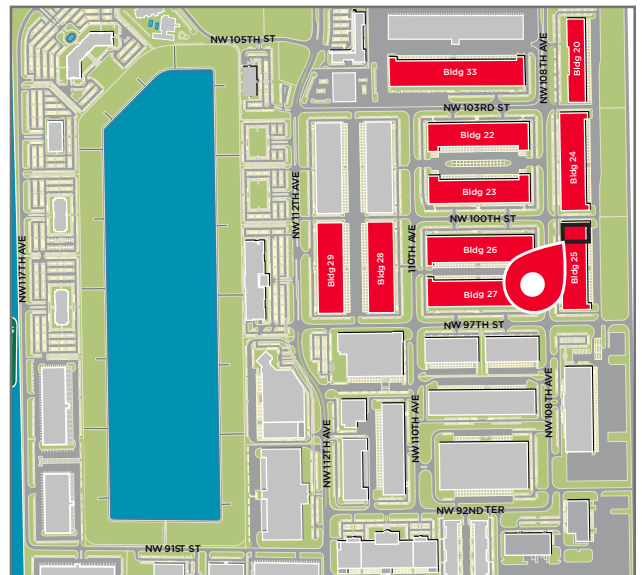 NW 105TH ST
NW 108TH AVE
Bldg 20
Bldg 33
NW 103RD ST
Bldg 22
Bldg 24
NW 112TH AVE
Bldg 23
NW 100TH ST
NW 117TH AVE
110TH AVE
Bldg 26
Bldg 29
Bldg 28
Bldg 25
Bldg 27
NW 97TH ST
NW 108TH AVE
NW 112TH AVE
NW 110TH AVE
NW 92ND TER
NW 91ST ST